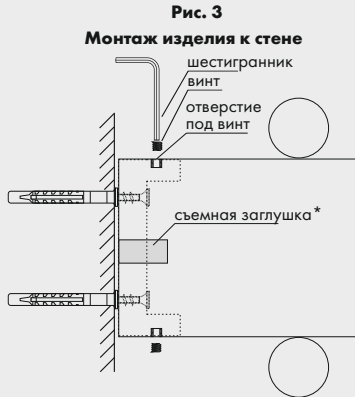 Рис. 3
Монтаж изделия к стене
шестигранник
винт
отверстие
под винт
съемная заглушка*